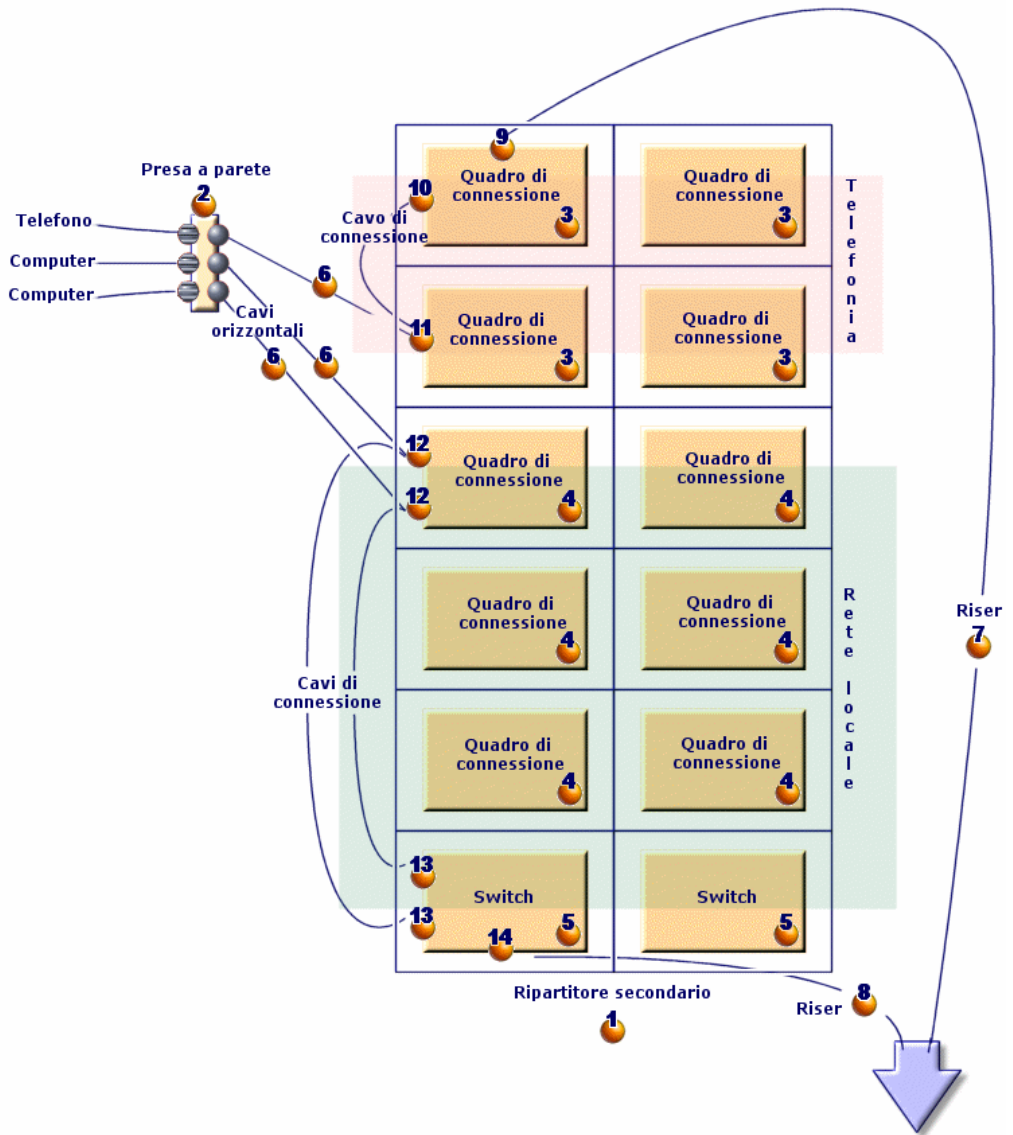 9
Presa a parete
2
Telefono
Computer
Computer
Cavi
orizzontali
6
6
6
10
Cavo di
connessione
11
Quadro di
connessione
3
Quadro di
connessione
3
Telefonia
Quadro di
connessione
3
Quadro di
connessione
3
12
12
Quadro di
connessione
4
Quadro di
connessione
4
Quadro di
connessione
4
Quadro di
connessione
4
Rete locale
Riser
7
Cavi di
connessione
Quadro di
connessione
4
Quadro di
connessione
4
13
13
Switch
5
14
Switch
5
Ripartitore secondario
1
Riser
8